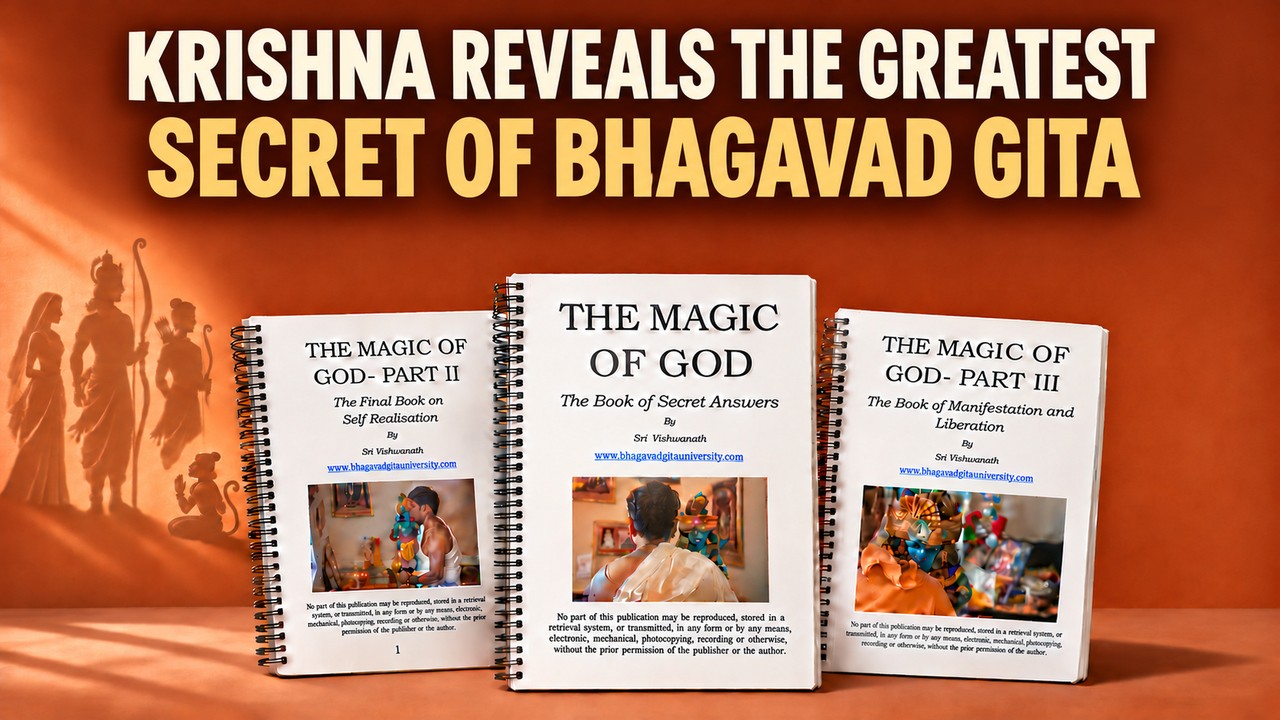 KRISHNA REVEALS THE GREATEST
SECRET OF BHAGAVAD GITA
THE MAGIC OF
GOD- PART II
The Final Book on
Self Realisation
By
Sri Vishwanath
www.bhagavadgitauniversity.com
No part of this publication may be reproduced, stored in a retrieval
system, or transmitted, in any form or by any means, electronic,
mechanical, photocopying, recording or otherwise, without the prior
permission of the publisher or the author.
1
THE MAGIC
OF GOD
The Book of Secret Answers
By
Sri Vishwanath
www.bhagavadgitauniversity.com
No part of this publication may be reproduced, stored in a
retrieval system, or transmitted, in any form or by any means,
electronic, mechanical, photocopying, recording or otherwise,
without the prior permission of the publisher or the author.
THE MAGIC OF
GOD- PART III
The Book of Manifestation and
Liberation
By
Sri Vishwanath
www.bhagavadgitauniversity.com
No part of this publication may be reproduced, stored in a retrieval system, or
transmitted, in any form or by any means, electronic, mechanical, photocopying,
recording or otherwise, without the prior permission of the publisher or the author.